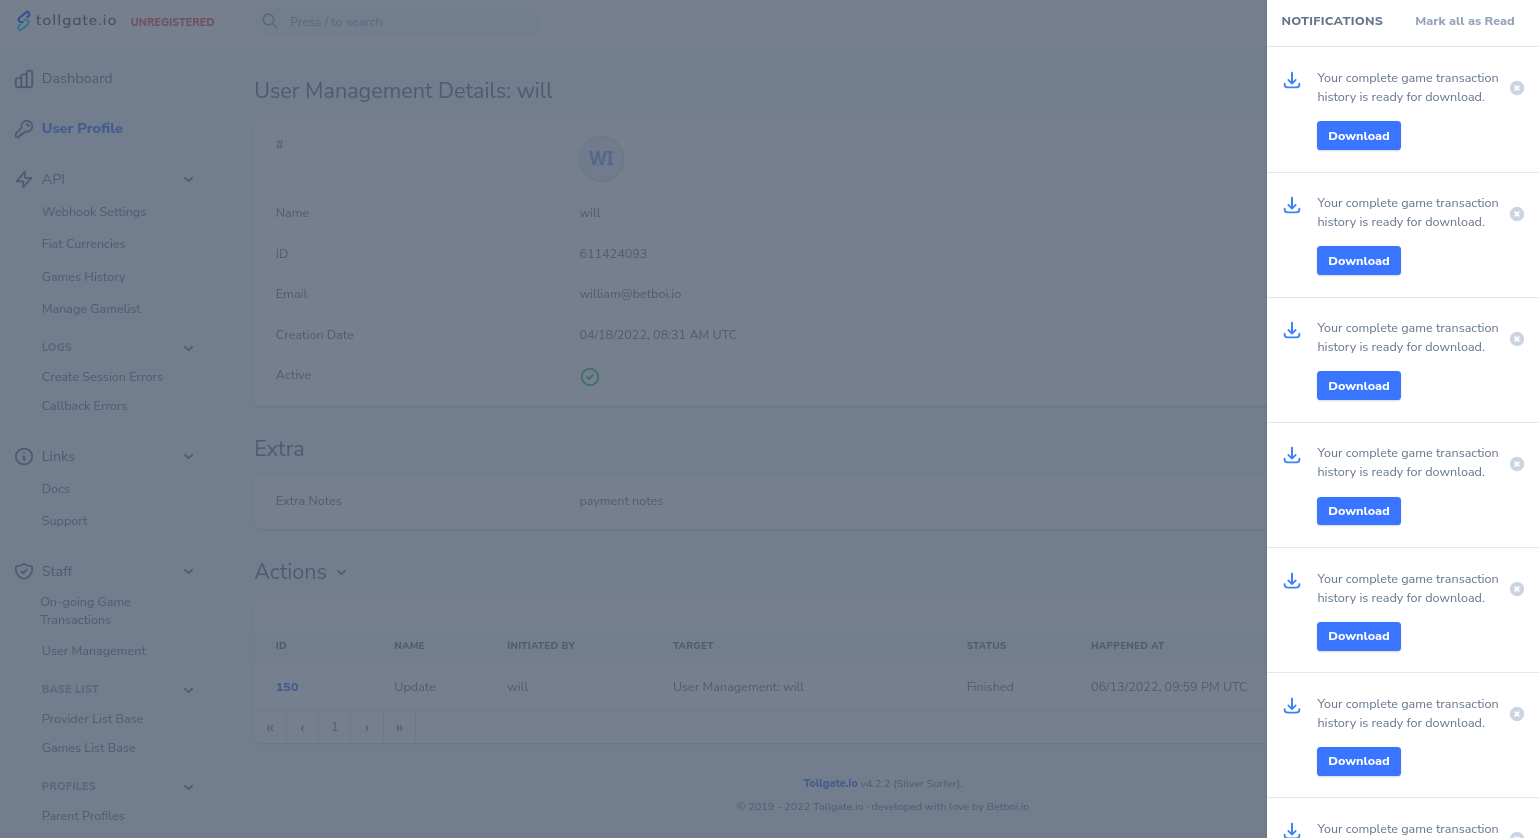 tollgate.io UNREGISTERED
Press / to search
Dashboard
User Profile
API
Webhook Settings
Fiat Currencies
Games History
Manage Gamelist
LOGS
Create Session Errors
Callback Errors
Links
Docs
Support
Staff
On-going Game
Transactions
User Management
BASE LIST
Provider List Base
Games List Base
PROFILES
Parent Profiles
User Management Details: will
#
WI
Name will
ID 611424093
Email william@betboi.io
Creation Date 04/18/2022, 08:31 AM UTC
Active
Extra
Extra Notes payment notes
Actions
ID NAME INITIATED BY TARGET STATUS HAPPENED AT
150 Update will User Management: will Finished 06/13/2022, 09:59 PM UTC
« ‹ 1 › »
Tollgate.io v4.2.2 (Silver Surfer).
© 2019 - 2022 Tollgate.io · developed with love by Betboi.io
NOTIFICATIONS Mark all as Read
Your complete game transaction
history is ready for download.
Download
Your complete game transaction
history is ready for download.
Download
Your complete game transaction
history is ready for download.
Download
Your complete game transaction
history is ready for download.
Download
Your complete game transaction
history is ready for download.
Download
Your complete game transaction
history is ready for download.
Download
Your complete game transaction